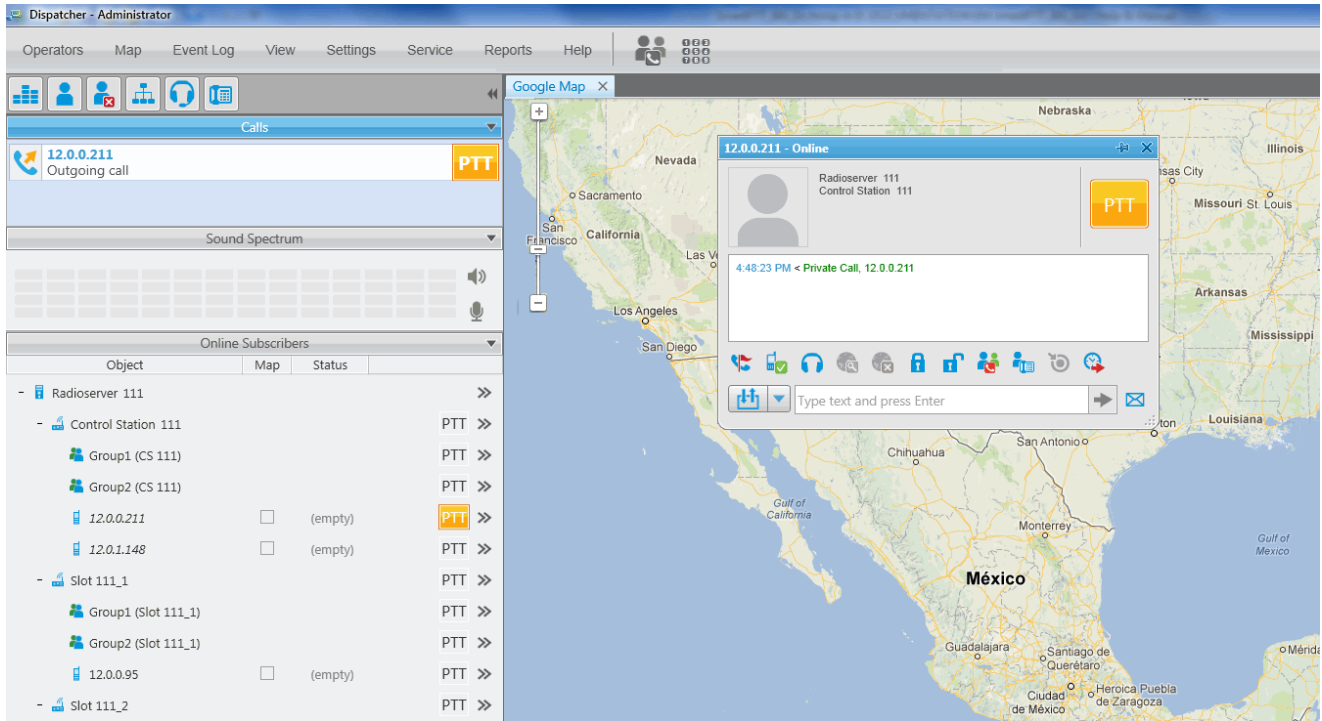 Dispatcher - Administrator
Operators Map Event Log View Settings Service Reports Help
Calls
12.0.0.211
Outgoing call
PTT
Sound Spectrum
Online Subscribers
Object Map Status
Radioserver 111
Control Station 111 PTT
Group1 (CS 111) PTT
Group2 (CS 111) PTT
12.0.0.211 (empty) PTT
12.0.1.148 (empty) PTT
Slot 111_1 PTT
Group1 (Slot 111_1) PTT
Group2 (Slot 111_1) PTT
12.0.0.95 (empty) PTT
Slot 111_2 PTT
Google Map
12.0.0.211 - Online
Radioserver 111
Control Station 111
PTT
4:48:23 PM < Private Call, 12.0.0.211
Type text and press Enter
Nebraska
Nevada
Illinois
sas City
Sacramento
Missouri St. Louis
San
Francisco
California
Las V
Arkansas
Los Angeles
Mississippi
San Diego
ton
Louisiana
San Antonio
Chihuahua
Gulf of
California
Monterrey
Gulf of
Mexico
México
Guadalajara
Santiago de
Querétaro
Mérida
Ciudad
de México
Heroica Puebla
de Zaragoza